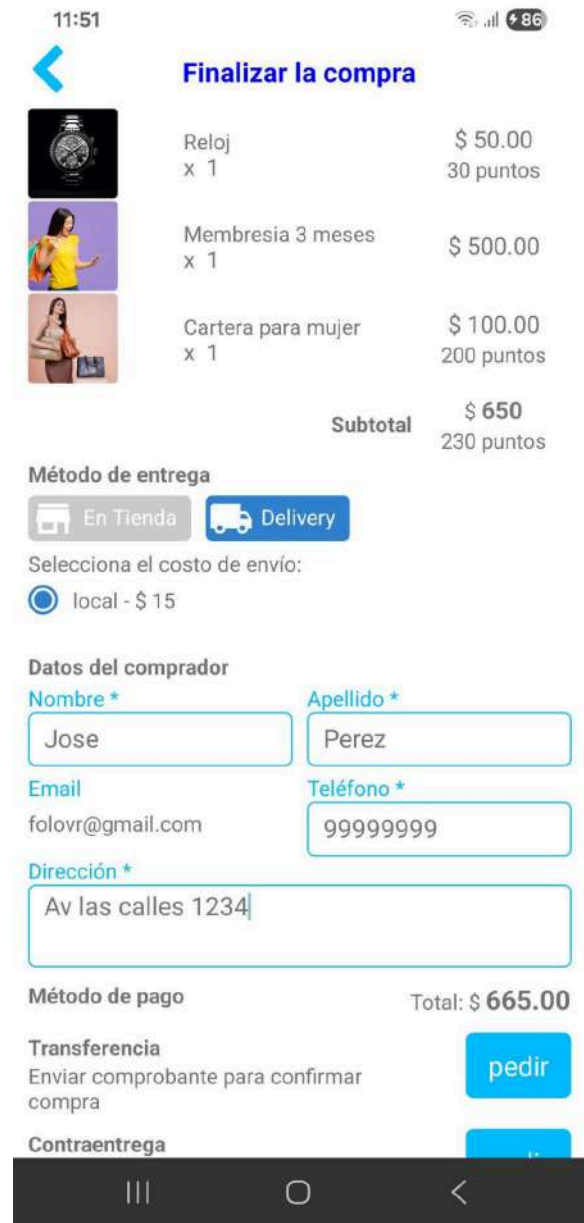 11:51
86
Finalizar la compra
Reloj
x 1
$ 50.00
30 puntos
Membresia 3 meses
x 1
$ 500.00
Cartera para mujer
x 1
$ 100.00
200 puntos
Subtotal
$ 650
230 puntos
Método de entrega
En Tienda
Delivery
Selecciona el costo de envío:
local - $ 15
Datos del comprador
Nombre *
Apellido *
Jose
Perez
Email
Teléfono *
folovr@gmail.com
99999999
Dirección *
Av las calles 1234
Método de pago
Total: $ 665.00
Transferencia
Enviar comprobante para confirmar
compra
pedir
Contraentrega